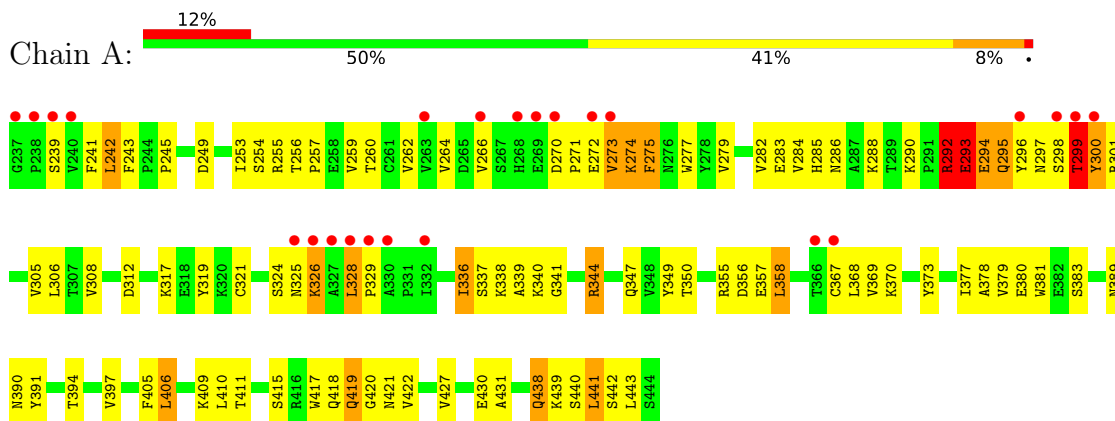 12%
Chain A:
50% 41% 8% •
G237 P238 S239 V240 F241 L242 F243 P244 P245 D249 I253 S254 R255 T256 P257 E258 V259 T260 C261 V262 V263 V264 D265 V266 S267 H268 E269 D270 P271 E272 V273 K274 F275 N276 W277 Y278 V279 V282 E283 V284 H285 N286 A287 K288 T289 K290 P291 R292 E293 E294 Q295 Y296 N297 S298 T299 Y300 R301
V305 L306 T307 V308 D312 K317 E318 Y319 K320 C321 S324 N325 K326 A327 L328 P329 A330 P331 I332 I336 S337 K338 A339 K340 G341 R344 Q347 V348 Y349 T350 R355 D356 E357 L358 T366 C367 L368 V369 K370 Y373 I377 A378 V379 E380 W381 E382 S383 N389
N390 Y391 T394 V397 F405 L406 K409 L410 T411 S415 R416 W417 Q418 Q419 G420 N421 V422 V427 E430 A431 Q438 K439 S440 L441 S442 L443 S444